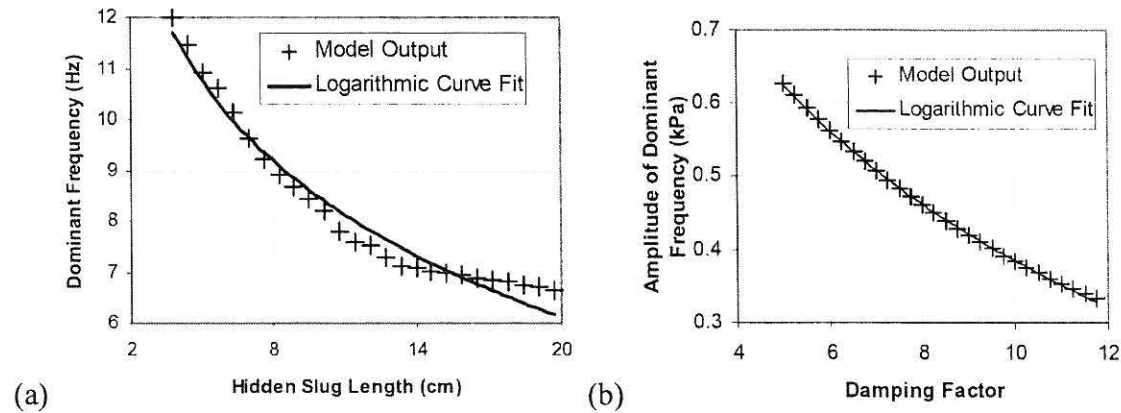 12
11
10
9
8
7
6
Dominant Frequency (Hz)
+ Model Output
Logarithmic Curve Fit
2 8 14 20
Hidden Slug Length (cm)
(a)
0.7
0.6
0.5
0.4
0.3
Amplitude of Dominant
Frequency (kPa)
+ Model Output
Logarithmic Curve Fit
4 6 8 10 12
Damping Factor
(b)